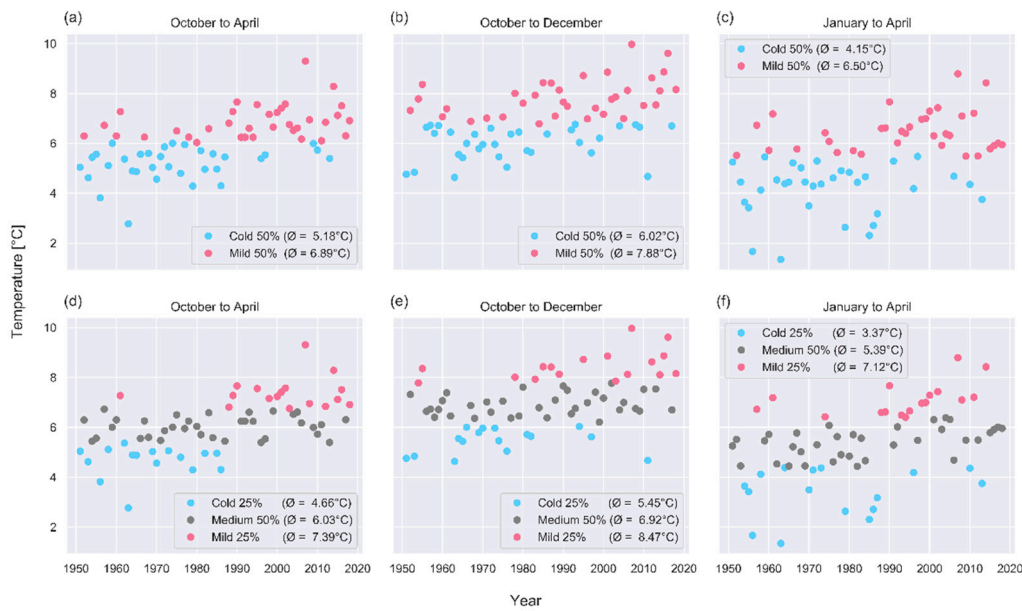 (a) October to April
(b) October to December
(c) January to April
10
8
6
4
2
Cold 50% (Ø = 5.18°C)
Mild 50% (Ø = 6.89°C)
Cold 50% (Ø = 6.02°C)
Mild 50% (Ø = 7.88°C)
Cold 50% (Ø = 4.15°C)
Mild 50% (Ø = 6.50°C)
Temperature [°C]
(d) October to April
(e) October to December
(f) January to April
10
8
6
4
2
Cold 25% (Ø = 4.66°C)
Medium 50% (Ø = 6.03°C)
Mild 25% (Ø = 7.39°C)
Cold 25% (Ø = 5.45°C)
Medium 50% (Ø = 6.92°C)
Mild 25% (Ø = 8.47°C)
Cold 25% (Ø = 3.37°C)
Medium 50% (Ø = 5.39°C)
Mild 25% (Ø = 7.12°C)
1950 1960 1970 1980 1990 2000 2010 2020
1950 1960 1970 1980 1990 2000 2010 2020
1950 1960 1970 1980 1990 2000 2010 2020
Year